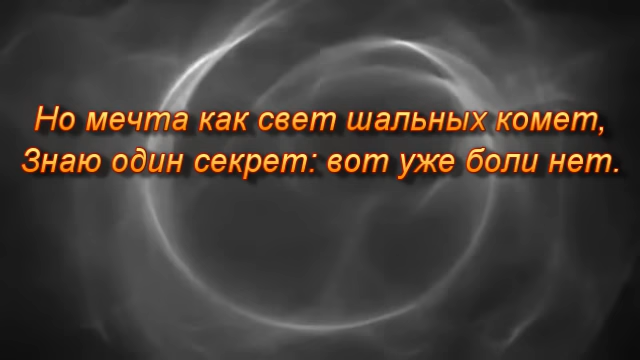 Но мечта как свет шальных комет,
Знаю один секрет: вот уже боли нет.